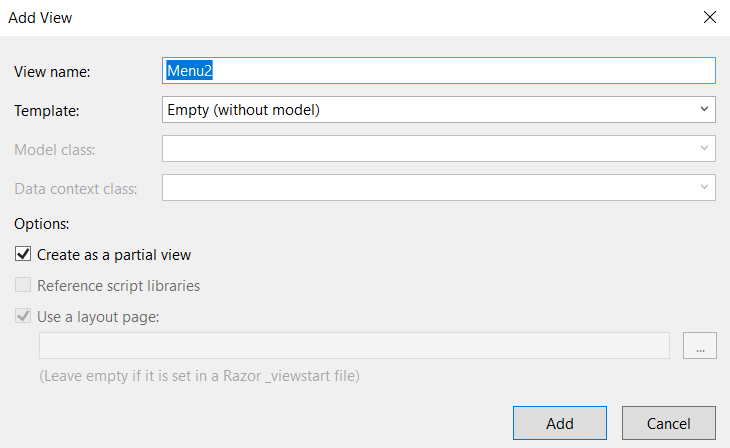 Add View
View name: Menu2
Template: Empty (without model)
Model class:
Data context class:
Options:
Create as a partial view
Reference script libraries
Use a layout page:
...
(Leave empty if it is set in a Razor _viewstart file)
Add Cancel